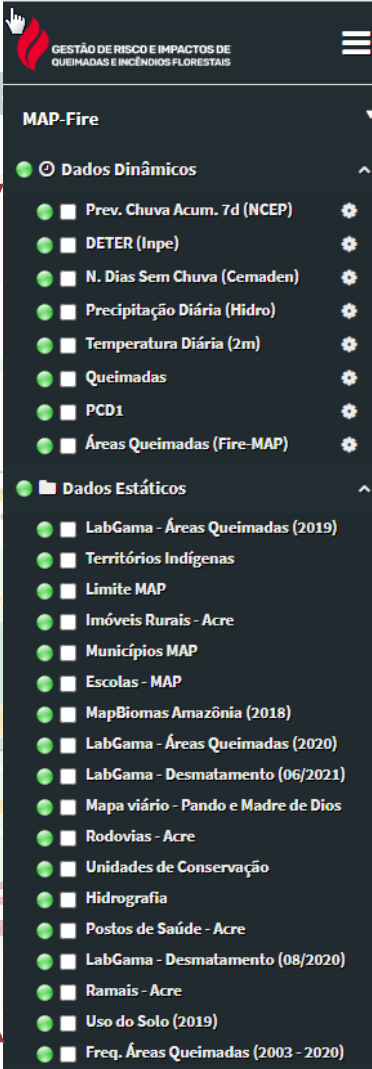 GESTÃO DE RISCO E IMPACTOS DE
QUEIMADAS E INCÊNDIOS FLORESTAIS
MAP-Fire
Dados Dinâmicos
Prev. Chuva Acum. 7d (NCEP)
DETER (Inpe)
N. Dias Sem Chuva (Cemaden)
Precipitação Diária (Hidro)
Temperatura Diária (2m)
Queimadas
PCD1
Áreas Queimadas (Fire-MAP)
Dados Estáticos
LabGama - Áreas Queimadas (2019)
Territórios Indígenas
Limite MAP
Imóveis Rurais - Acre
Municípios MAP
Escolas - MAP
MapBiomas Amazônia (2018)
LabGama - Áreas Queimadas (2020)
LabGama - Desmatamento (06/2021)
Mapa viário - Pando e Madre de Dios
Rodovias - Acre
Unidades de Conservação
Hidrografia
Postos de Saúde - Acre
LabGama - Desmatamento (08/2020)
Ramais - Acre
Uso do Solo (2019)
Freq. Áreas Queimadas (2003 - 2020)